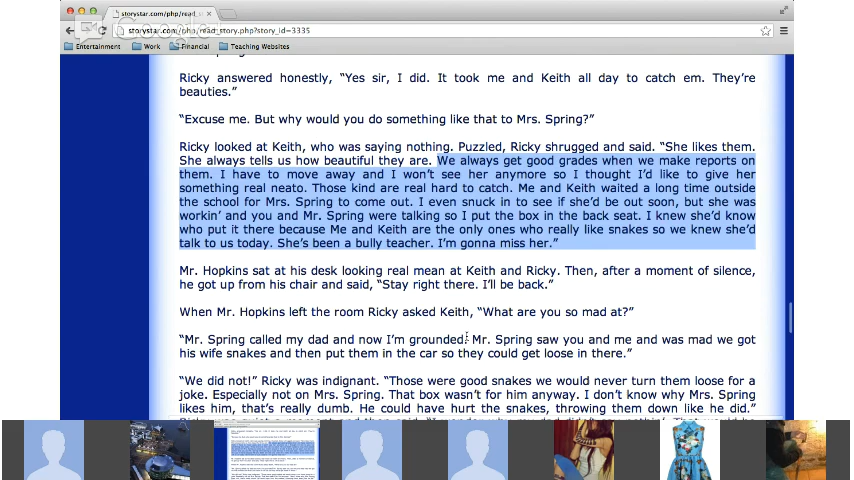 storystar.com/php/read_s
Google
storystar.com/php/read_story.php?story_id=3335
Entertainment Work Financial Teaching Websites
Ricky answered honestly, “Yes sir, I did. It took me and Keith all day to catch em. They’re
beauties.”
“Excuse me. But why would you do something like that to Mrs. Spring?”
Ricky looked at Keith, who was saying nothing. Puzzled, Ricky shrugged and said. “She likes them.
She always tells us how beautiful they are. We always get good grades when we make reports on
them. I have to move away and I won’t see her anymore so I thought I’d like to give her
something real neato. Those kind are real hard to catch. Me and Keith waited a long time outside
the school for Mrs. Spring to come out. I even snuck in to see if she’d be out soon, but she was
workin’ and you and Mr. Spring were talking so I put the box in the back seat. I knew she’d know
who put it there because Me and Keith are the only ones who really like snakes so we knew she’d
talk to us today. She’s been a bully teacher. I’m gonna miss her.”
Mr. Hopkins sat at his desk looking real mean at Keith and Ricky. Then, after a moment of silence,
he got up from his chair and said, “Stay right there. I’ll be back.”
When Mr. Hopkins left the room Ricky asked Keith, “What are you so mad at?”
“Mr. Spring called my dad and now I’m grounded. Mr. Spring saw you and me and was mad we got
his wife snakes and then put them in the car so they could get loose in there.”
“We did not!” Ricky was indignant. “Those were good snakes we would never turn them loose for a
joke. Especially not on Mrs. Spring. That box wasn’t for him anyway. I don’t know why Mrs. Spring
likes him, that’s really dumb. He could have hurt the snakes, throwing them down like he did.”